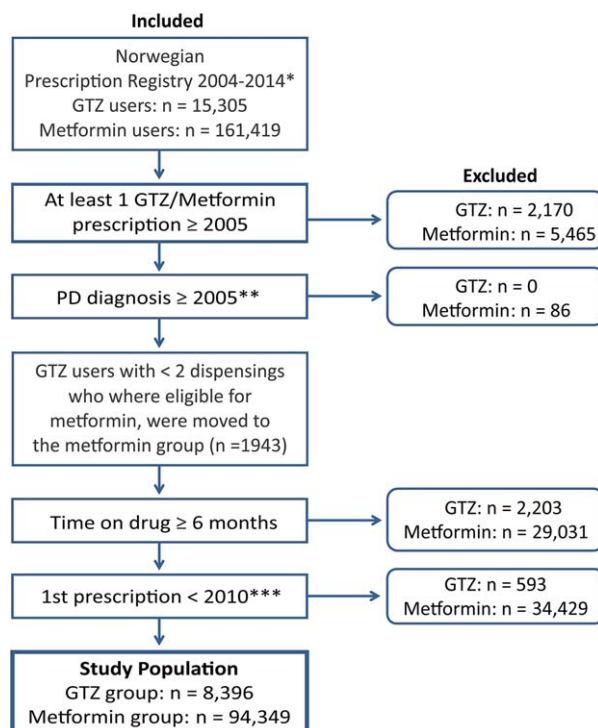 Included
Norwegian
Prescription Registry 2004-2014*
GTZ users: n = 15,305
Metformin users: n = 161,419
At least 1 GTZ/Metformin
prescription ≥ 2005
Excluded
GTZ: n = 2,170
Metformin: n = 5,465
PD diagnosis ≥ 2005**
GTZ: n = 0
Metformin: n = 86
GTZ users with < 2 dispensings
who where eligible for
metformin, were moved to
the metformin group (n =1943)
Time on drug ≥ 6 months
GTZ: n = 2,203
Metformin: n = 29,031
1st prescription < 2010***
GTZ: n = 593
Metformin: n = 34,429
Study Population
GTZ group: n = 8,396
Metformin group: n = 94,349